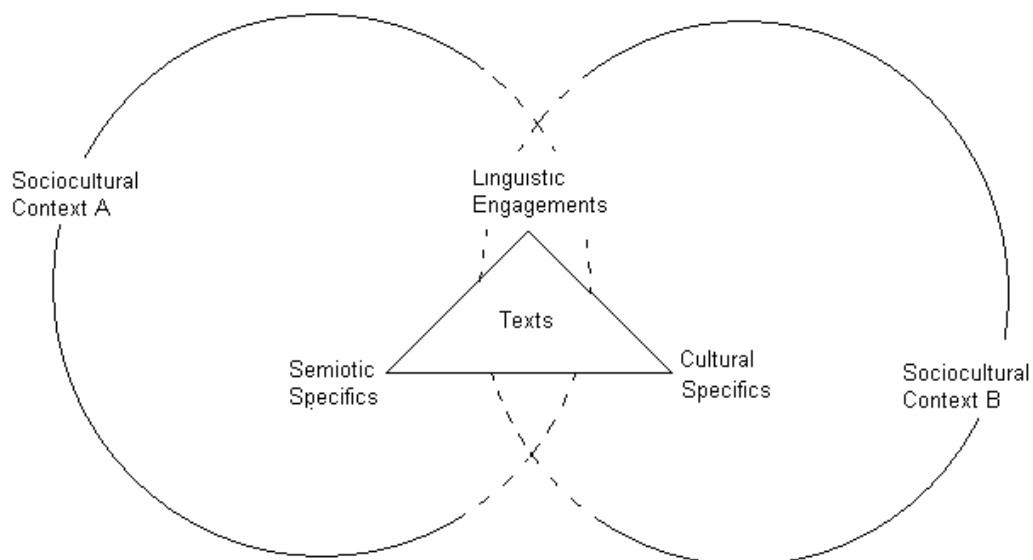 Sociocultural
Context A
Linguistic
Engagements
Texts
Semiotic
Specifics
Cultural
Specifics
Sociocultural
Context B